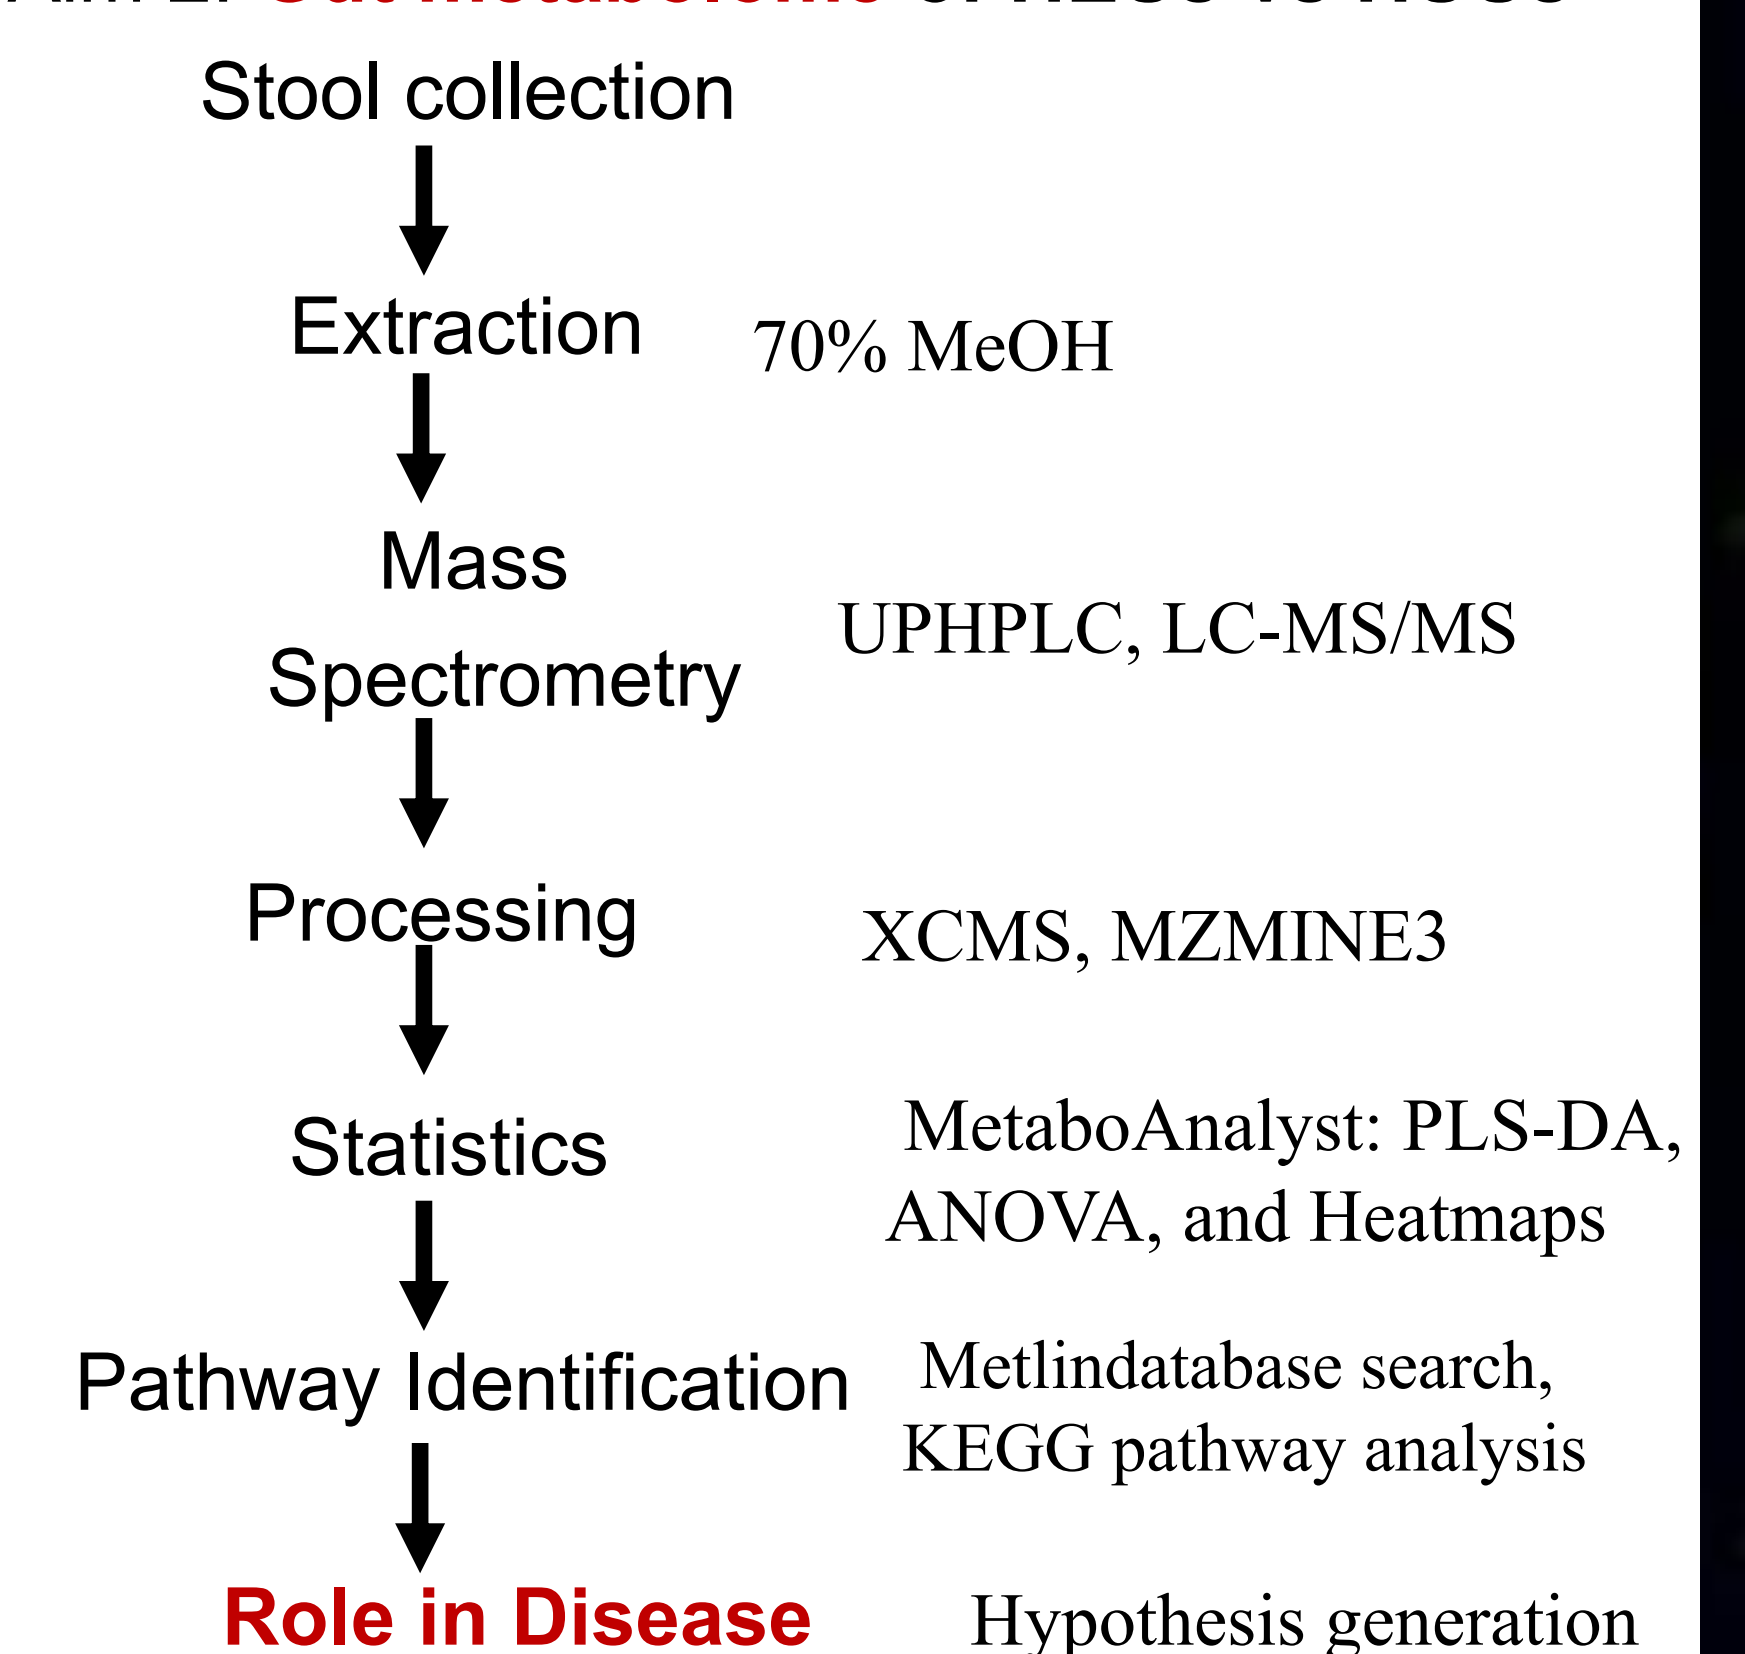 Stool collection
Extraction
70% MeOH
Mass
Spectrometry
UPHPLC, LC-MS/MS
Processing
XCMS, MZMINE3
Statistics
MetaboAnalyst: PLS-DA,
ANOVA, and Heatmaps
Pathway Identification
Metlindatabase search,
KEGG pathway analysis
Role in Disease
Hypothesis generation